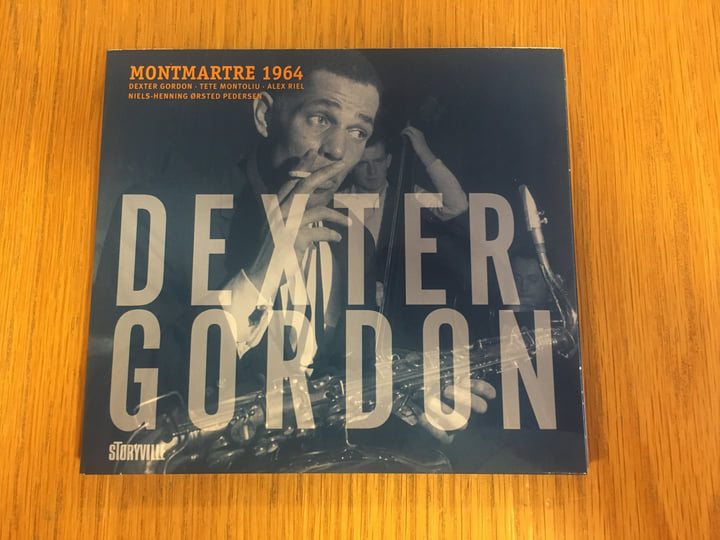 MONTMARTRE 1964
DEXTER GORDON · TETE MONTOLIU · ALEX RIEL
NIELS-HENNING ØRSTED PEDERSEN
DEXTER
GORDON
STORYVILLE